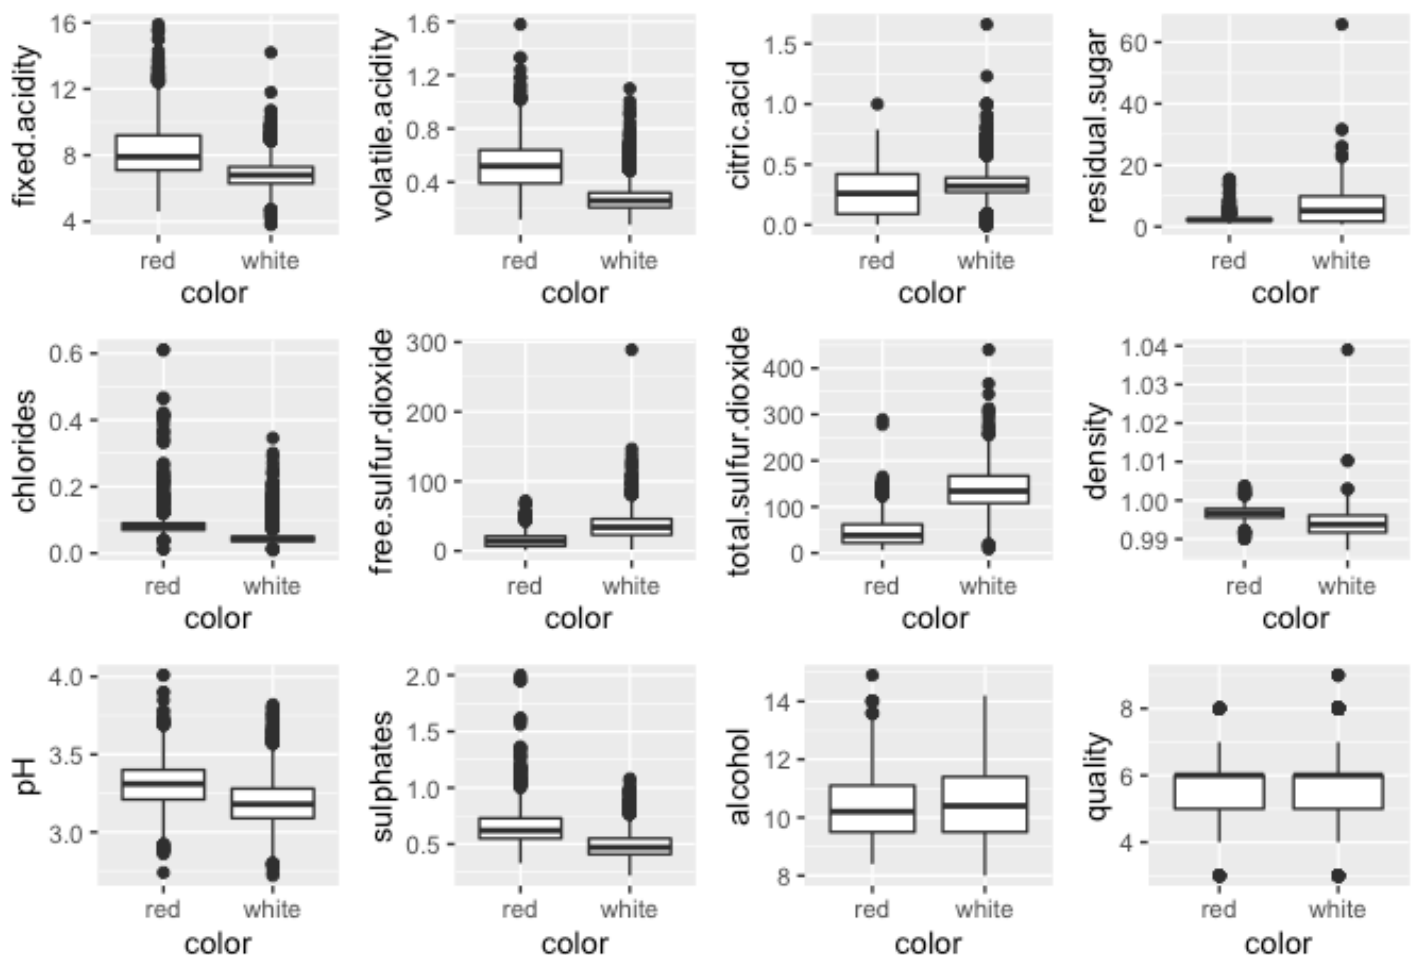 fixed.acidity
16
12
8
4
red white
color
volatile.acidity
1.6
1.2
0.8
0.4
red white
color
citric.acid
1.5
1.0
0.5
0.0
red white
color
residual.sugar
60
40
20
0
red white
color
chlorides
0.6
0.4
0.2
0.0
red white
color
free.sulfur.dioxide
300
200
100
0
red white
color
total.sulfur.dioxide
400
300
200
100
0
red white
color
density
1.04
1.03
1.02
1.01
1.00
0.99
red white
color
pH
4.0
3.5
3.0
red white
color
sulphates
2.0
1.5
1.0
0.5
red white
color
alcohol
14
12
10
8
red white
color
quality
8
6
4
red white
color